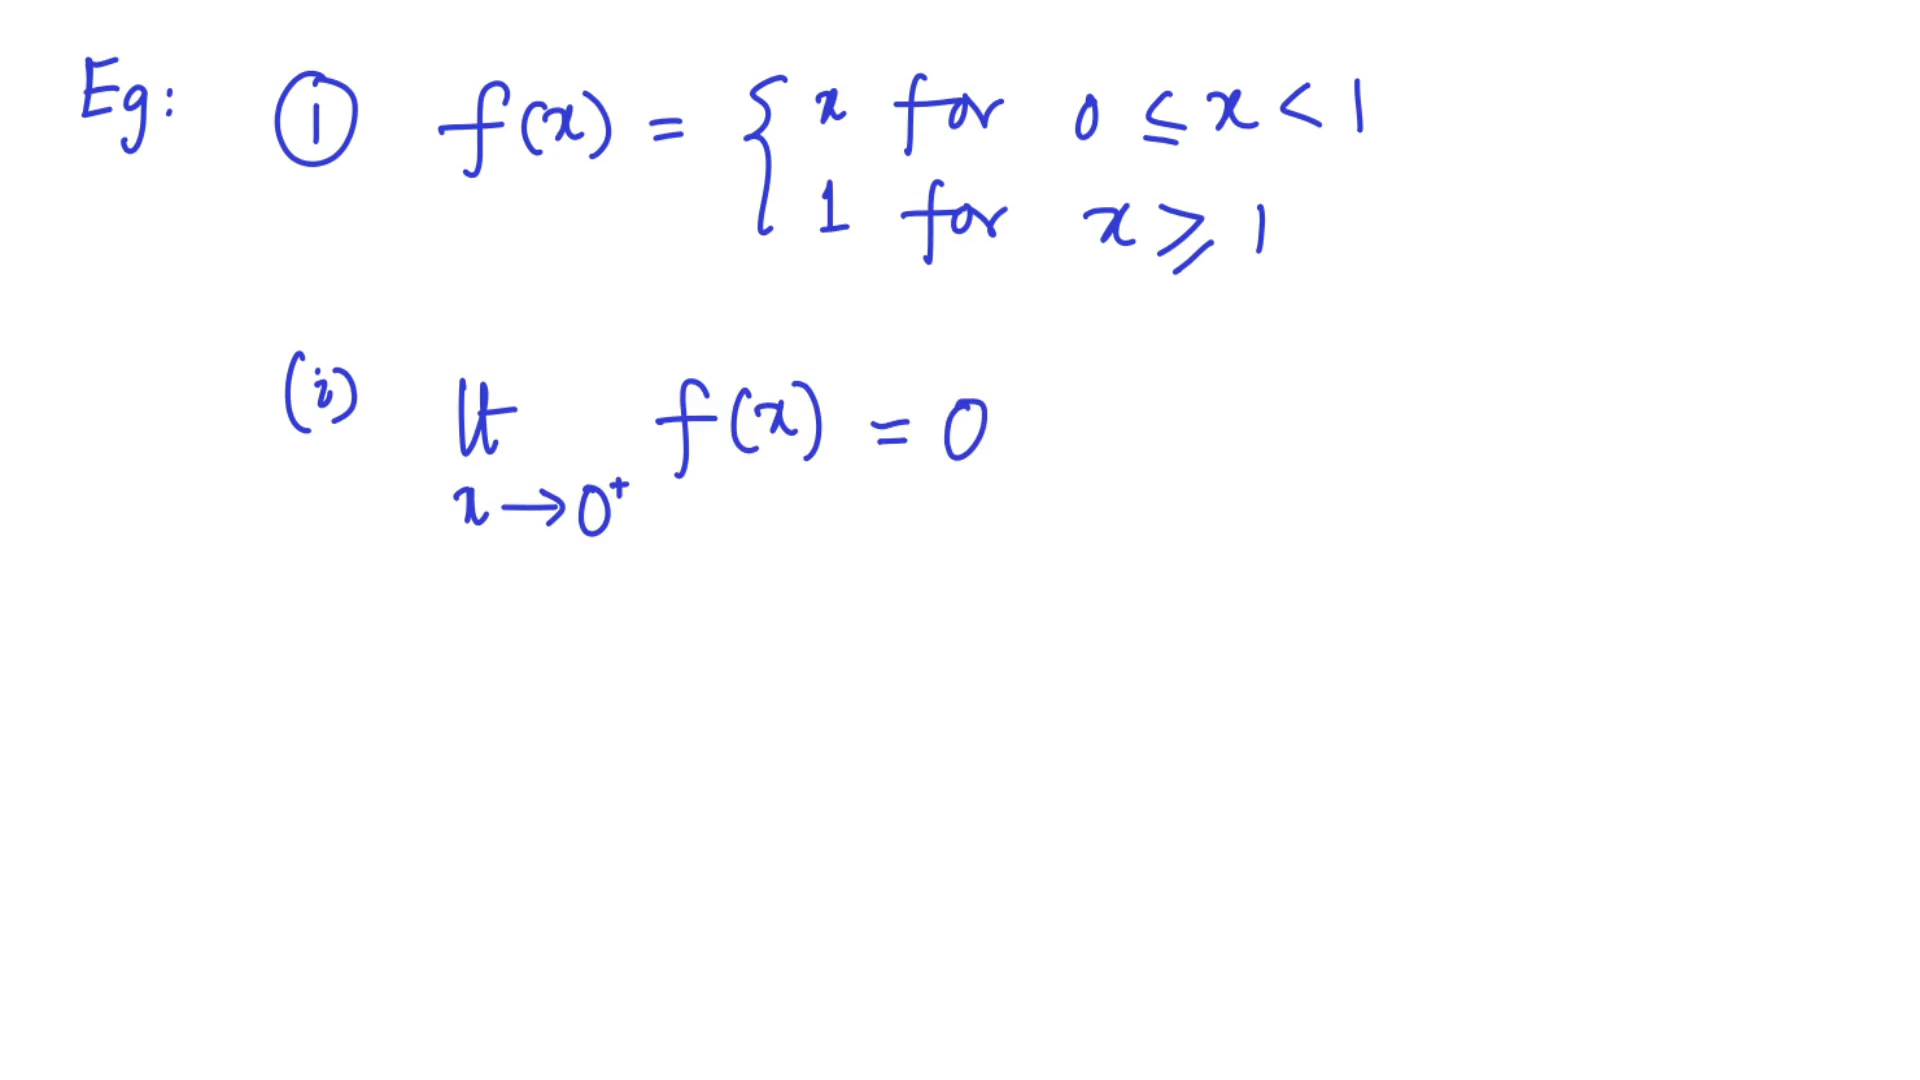 Eg: ① f(x) = { x for 0 ≤ x < 1
1 for x ≥ 1
(i) lt f(x) = 0
x → 0⁺